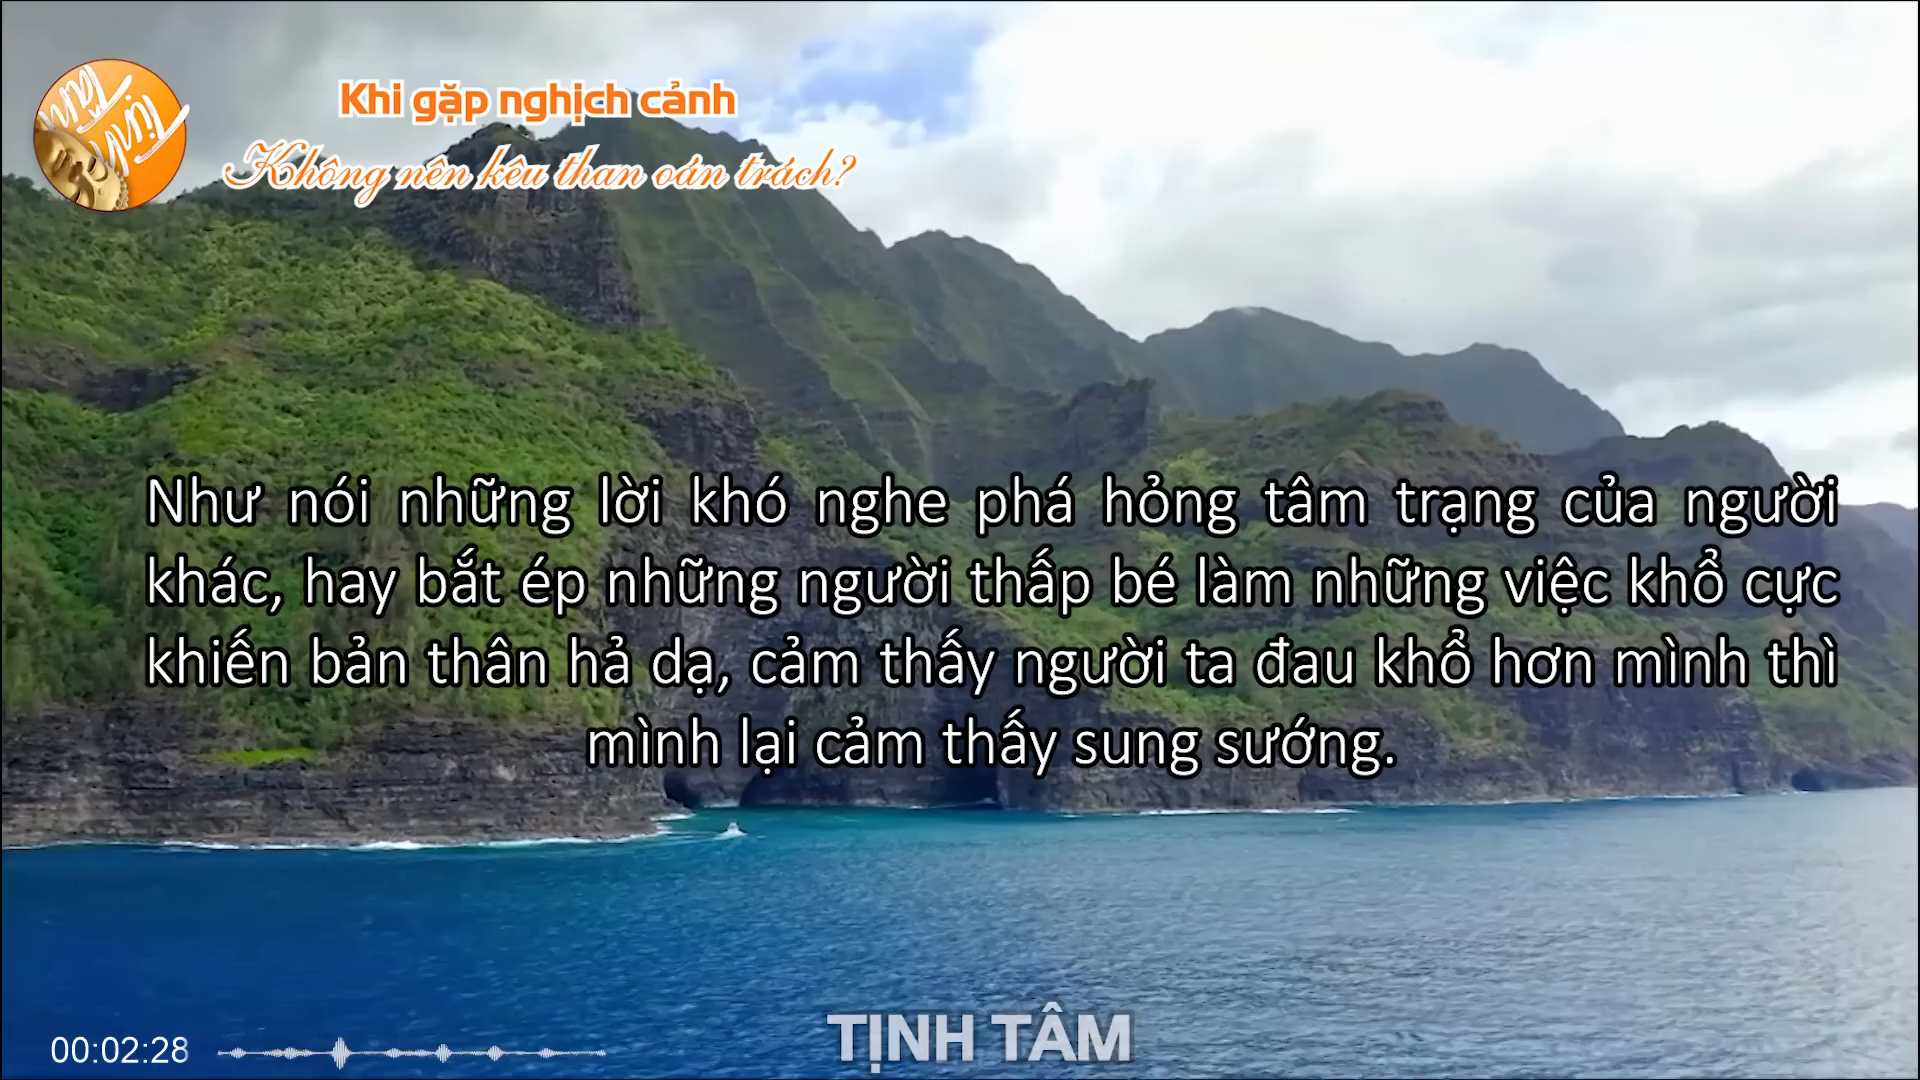 Tịnh Tâm
Khi gặp nghịch cảnh
Không nên kêu than oán trách?
Như nói những lời khó nghe phá hỏng tâm trạng của người
khác, hay bắt ép những người thấp bé làm những việc khổ cực
khiến bản thân hả dạ, cảm thấy người ta đau khổ hơn mình thì
mình lại cảm thấy sung sướng.
TỊNH TÂM
00:02:28